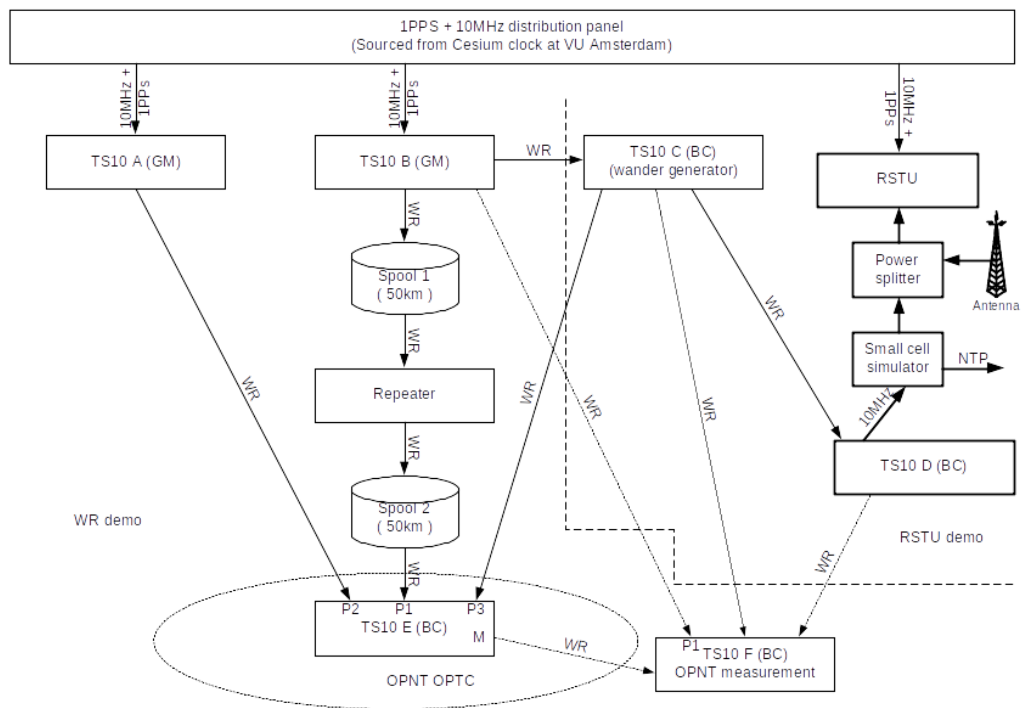 1PPS + 10MHz distribution panel
(Sourced from Cesium clock at VU Amsterdam)
10MHz +
1PPs
10MHz +
1PPs
10MHz +
1PPs
TS10 A (GM)
TS10 B (GM)
WR
TS10 C (BC)
(wander generator)
RSTU
WR
Spool 1
( 50km )
Power
splitter
Antenna
WR
WR
Small cell
simulator
NTP
WR
Repeater
WR
WR
WR
10MHZ
WR
TS10 D (BC)
Spool 2
( 50km )
WR demo
RSTU demo
WR
WR
P2
P1
P3
TS10 E (BC)
M
WR
P1
TS10 F (BC)
OPNT measurement
OPNT OPTC